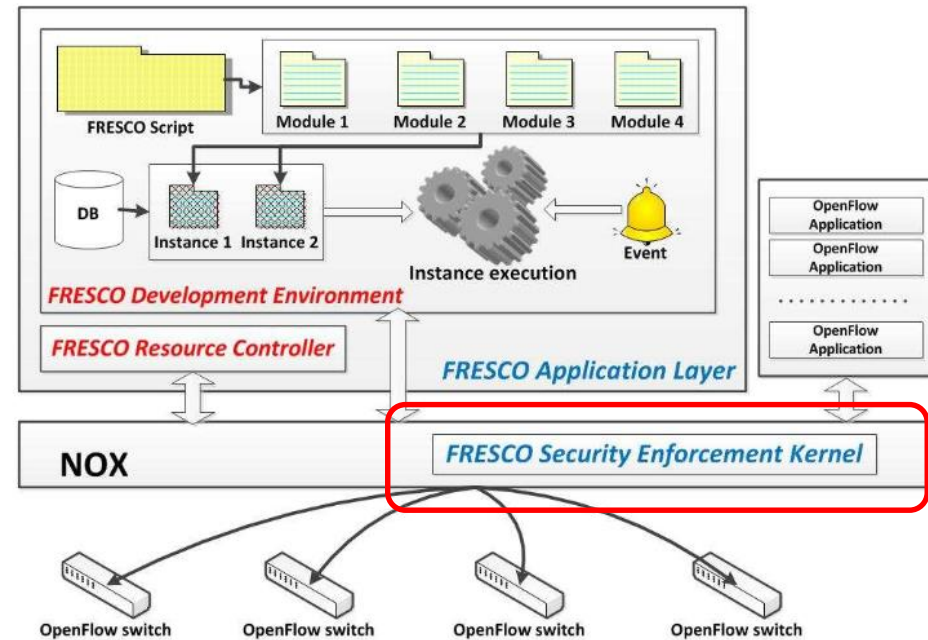 FRESCO Script
Module 1
Module 2
Module 3
Module 4
DB
Instance 1
Instance 2
Instance execution
Event
FRESCO Development Environment
FRESCO Resource Controller
FRESCO Application Layer
OpenFlow
Application
OpenFlow
Application
. . . . . . . . . . . . .
OpenFlow
Application
NOX
FRESCO Security Enforcement Kernel
OpenFlow switch
OpenFlow switch
OpenFlow switch
OpenFlow switch